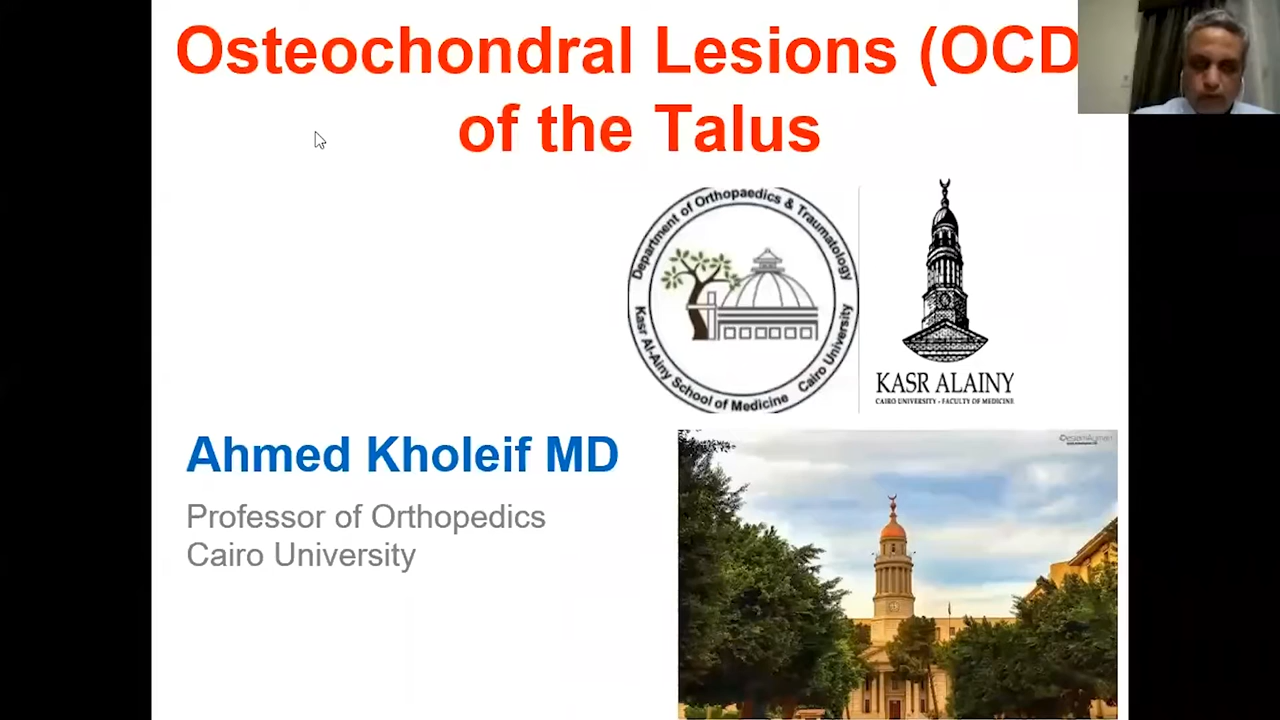 Osteochondral Lesions (OCD
of the Talus
Department of Orthopaedics & Traumatology
Kasr Al-Ainy School of Medicine Cairo University
KASR ALAINY
CAIRO UNIVERSITY - FACULTY OF MEDICINE
Ahmed Kholeif MD
Professor of Orthopedics
Cairo University